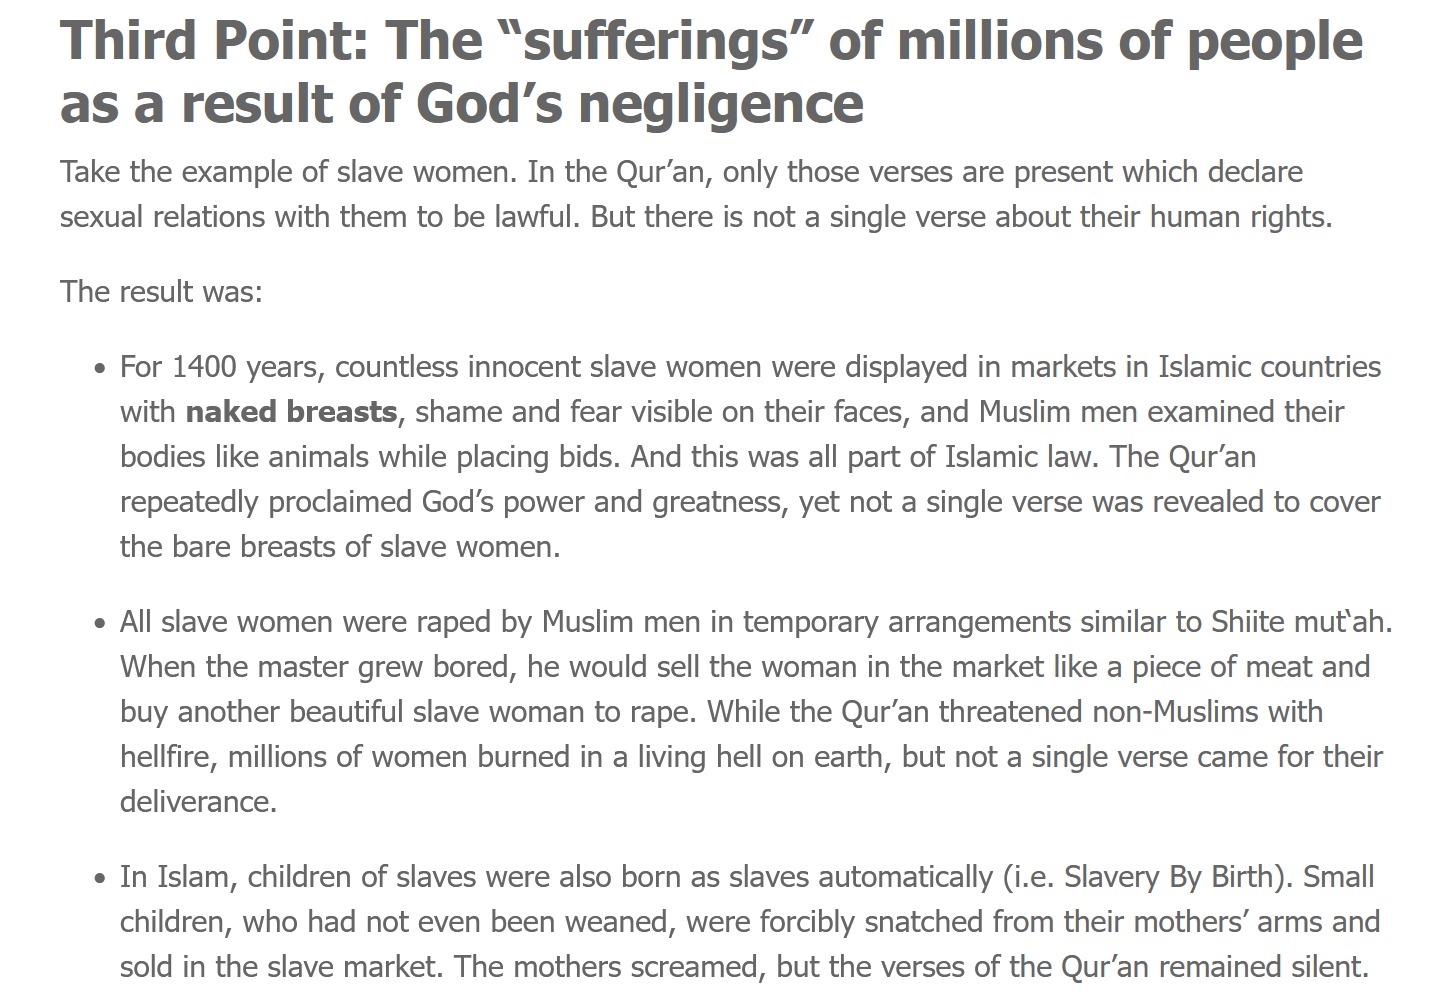 Third Point: The “sufferings” of millions of people
as a result of God’s negligence
Take the example of slave women. In the Qur’an, only those verses are present which declare
sexual relations with them to be lawful. But there is not a single verse about their human rights.
The result was:
• For 1400 years, countless innocent slave women were displayed in markets in Islamic countries
with naked breasts, shame and fear visible on their faces, and Muslim men examined their
bodies like animals while placing bids. And this was all part of Islamic law. The Qur’an
repeatedly proclaimed God’s power and greatness, yet not a single verse was revealed to cover
the bare breasts of slave women.
• All slave women were raped by Muslim men in temporary arrangements similar to Shiite mut‘ah.
When the master grew bored, he would sell the woman in the market like a piece of meat and
buy another beautiful slave woman to rape. While the Qur’an threatened non-Muslims with
hellfire, millions of women burned in a living hell on earth, but not a single verse came for their
deliverance.
• In Islam, children of slaves were also born as slaves automatically (i.e. Slavery By Birth). Small
children, who had not even been weaned, were forcibly snatched from their mothers’ arms and
sold in the slave market. The mothers screamed, but the verses of the Qur’an remained silent.